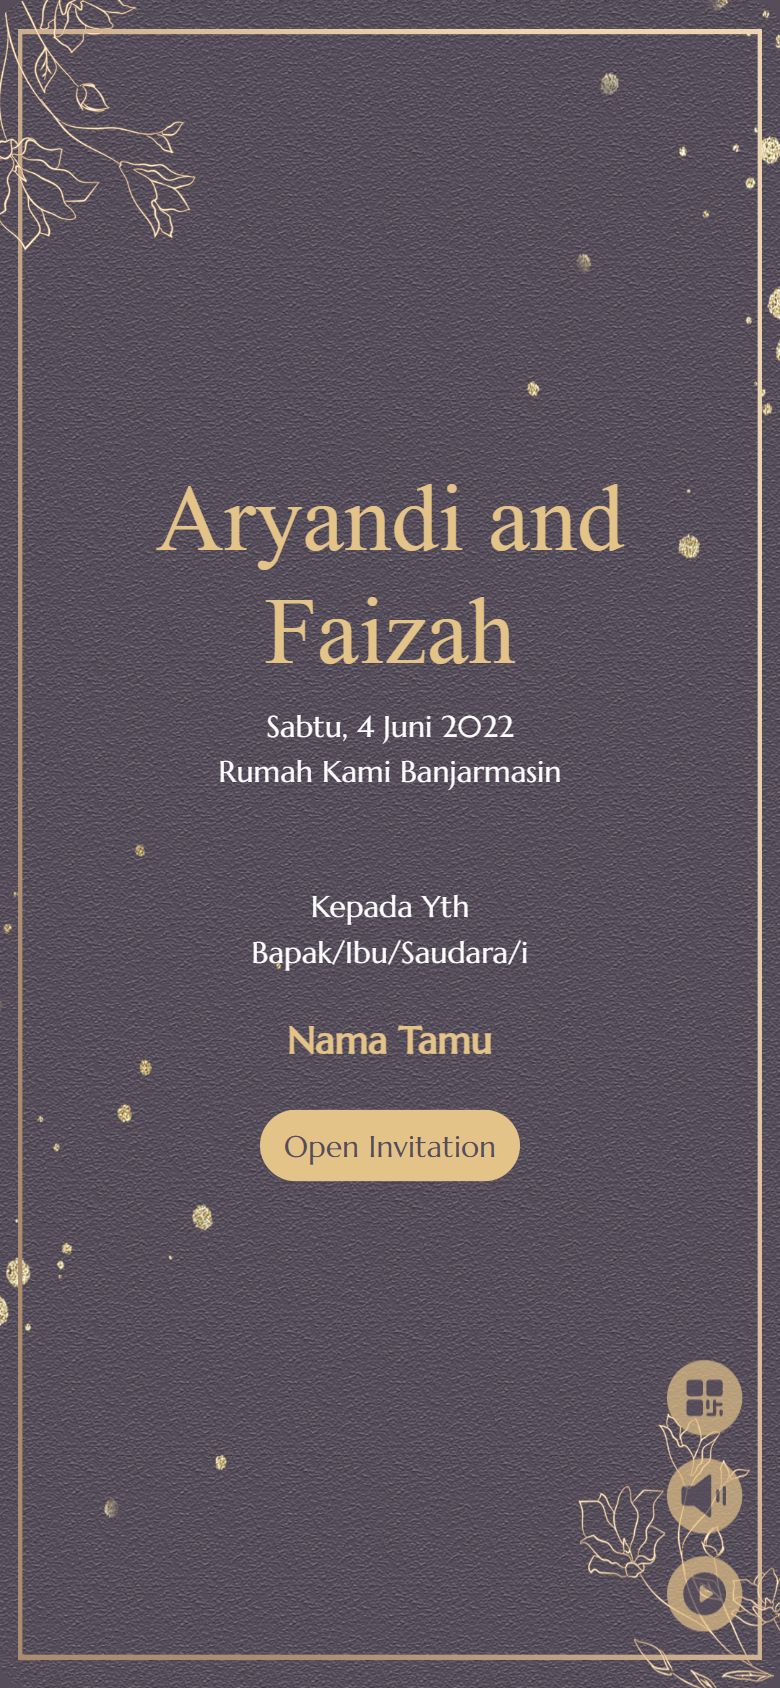 Aryandi and
Faizah
Sabtu, 4 Juni 2022
Rumah Kami Banjarmasin
Kepada Yth
Bapak/Ibu/Saudara/i
Nama Tamu
Open Invitation